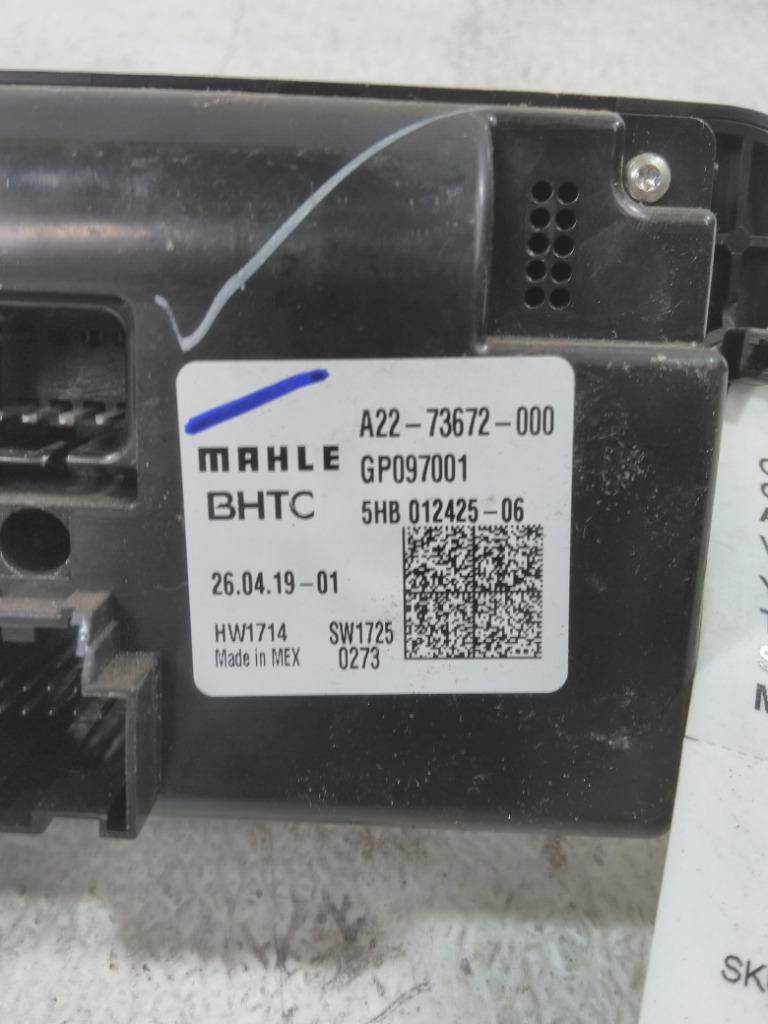 A22-73672-000
MAHLE GP097001
BHTC 5HB 012425-06
26.04.19-01
HW1714 SW1725
Made in MEX 0273